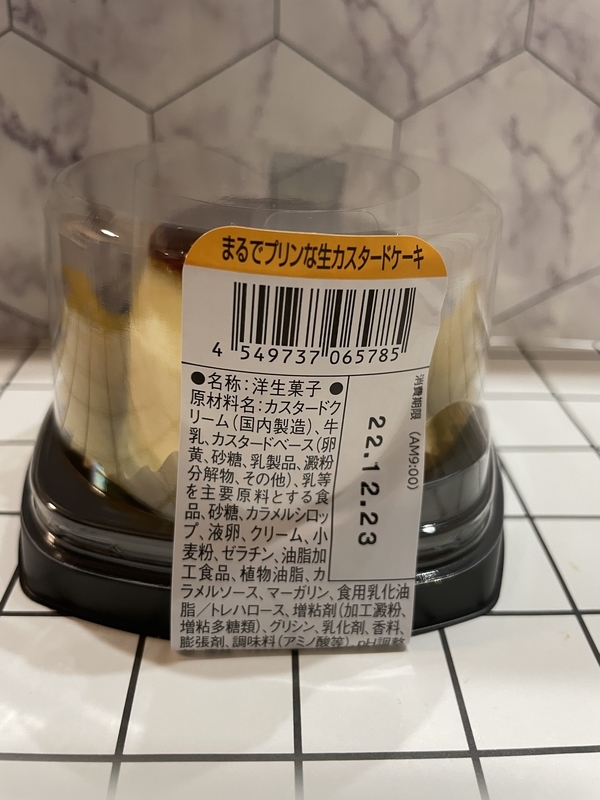 まるでプリンな生カスタードケーキ
4 549737 065785
●名称:洋生菓子●
原材料名:カスタードク
リーム(国内製造)、牛
乳、カスタードベース(卵
黄、砂糖、乳製品、澱粉
分解物、その他)、乳等
を主要原料とする食
品、砂糖、カラメルシロッ
プ、液卵、クリーム、小
麦粉、ゼラチン、油脂加
工食品、植物油脂、カ
ラメルソース、マーガリン、食用乳化油
脂/トレハロース、増粘剤(加工澱粉、
増粘多糖類)、グリシン、乳化剤、香料、
膨張剤、調味料(アミノ酸等)、pH調整
消費期限 (AM9:00)
22.12.23